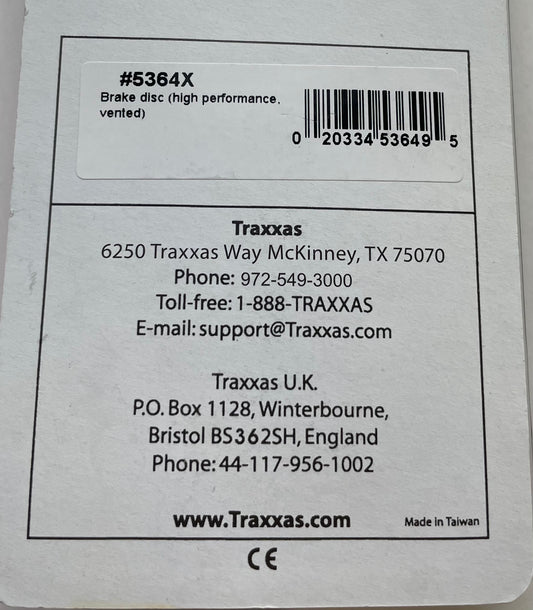 #5364X
Brake disc (high performance,
vented)
0 20334 53649 5
Traxxas
6250 Traxxas Way McKinney, TX 75070
Phone: 972-549-3000
Toll-free: 1-888-TRAXXAS
E-mail: support@Traxxas.com
Traxxas U.K.
P.O. Box 1128, Winterbourne,
Bristol BS362SH, England
Phone: 44-117-956-1002
www.Traxxas.com
Made in Taiwan
CE